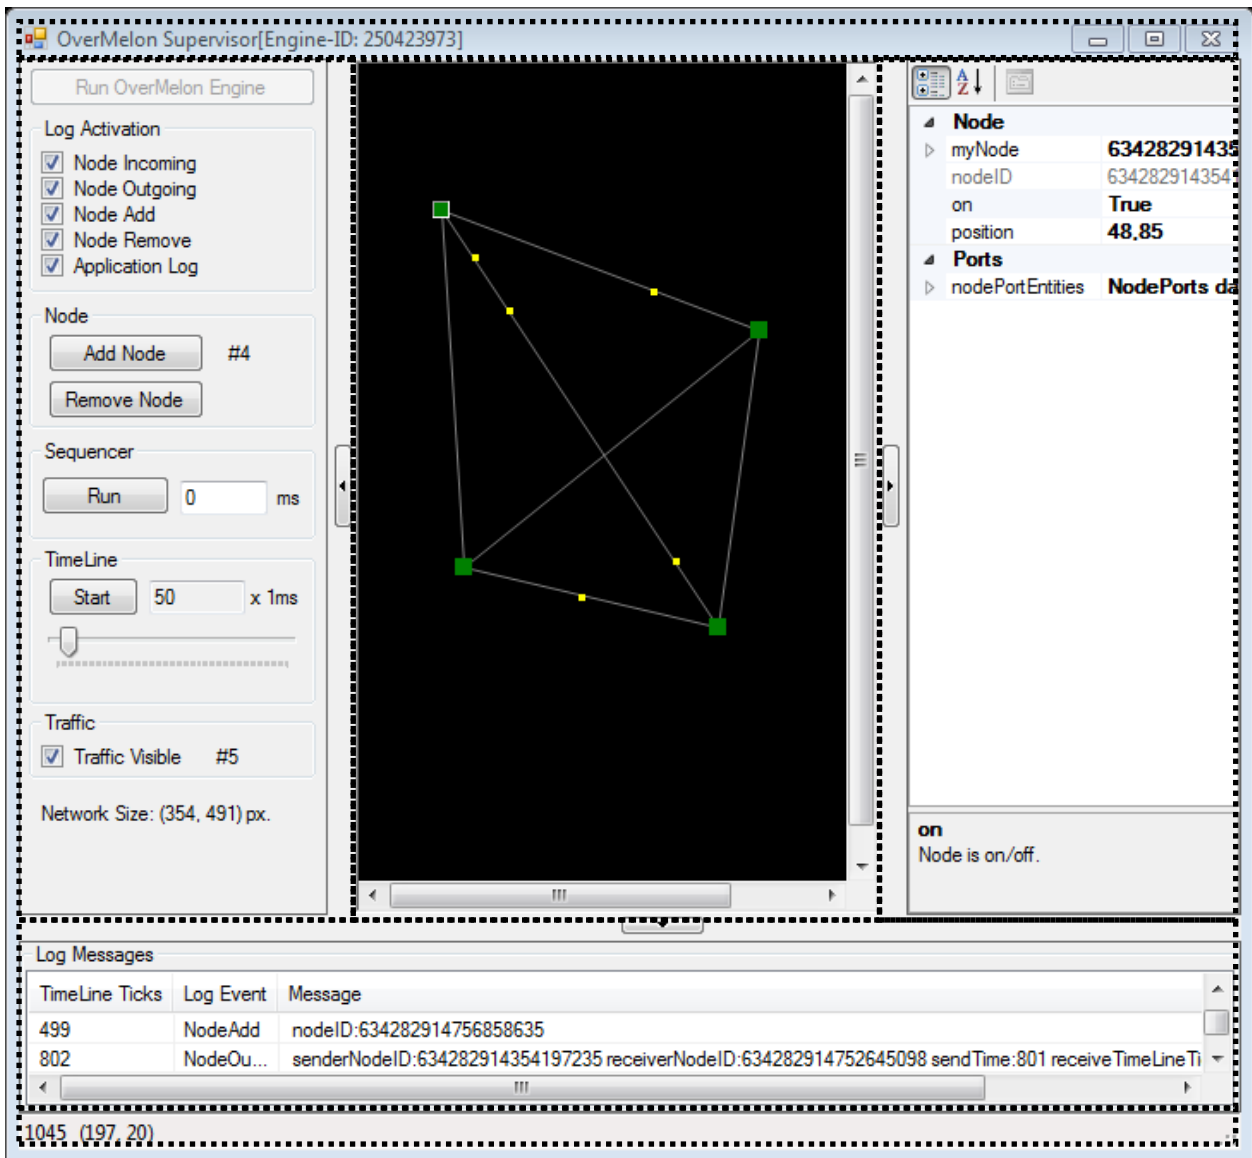 OverMelon Supervisor[Engine-ID: 250423973]
Run OverMelon Engine
Log Activation
Node Incoming
Node Outgoing
Node Add
Node Remove
Application Log
Node
Add Node #4
Remove Node
Sequencer
Run 0 ms
TimeLine
Start 50 x 1ms
Traffic
Traffic Visible #5
Network Size: (354, 491) px.
A
Z
Node
myNode 63428291435
nodeID 634282914354
on True
position 48,85
Ports
nodePortEntities NodePorts da
on
Node is on/off.
Log Messages
TimeLine Ticks Log Event Message
499 NodeAdd nodeID:634282914756858635
802 NodeOu... senderNodeID:634282914354197235 receiverNodeID:634282914752645098 sendTime:801 receiveTimeLineTi
1045 (197, 20)